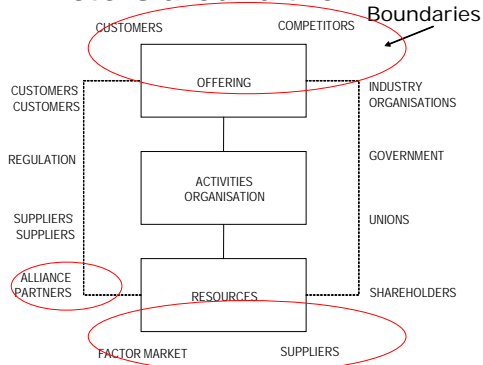 Boundaries
CUSTOMERS
COMPETITORS
OFFERING
CUSTOMERS
CUSTOMERS
INDUSTRY
ORGANISATIONS
REGULATION
GOVERNMENT
ACTIVITIES
ORGANISATION
SUPPLIERS
SUPPLIERS
UNIONS
ALLIANCE
PARTNERS
RESOURCES
SHAREHOLDERS
FACTOR MARKET
SUPPLIERS